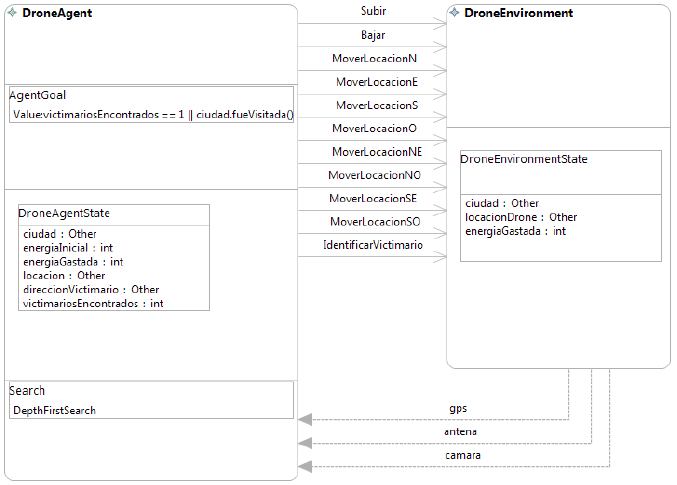 DroneAgent
AgentGoal
Value:victimariosEncontrados == 1 || ciudad.fueVisitada()
DroneAgentState
ciudad : Other
energiaInicial : int
energiaGastada : int
locacion : Other
direccionVictimario : Other
victimariosEncontrados : int
Search
DepthFirstSearch
Subir
Bajar
MoverLocacionN
MoverLocacionE
MoverLocacionS
MoverLocacionO
MoverLocacionNE
MoverLocacionNO
MoverLocacionSE
MoverLocacionSO
IdentificarVictimario
DroneEnvironment
DroneEnvironmentState
ciudad : Other
locacionDrone : Other
energiaGastada : int
gps
antena
camara